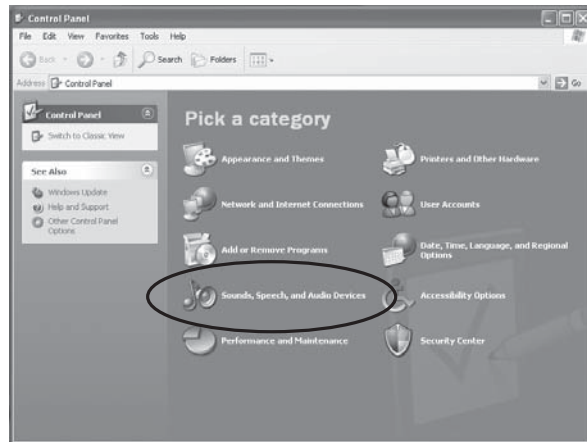 Control Panel
File Edit View Favorites Tools Help
Back Search Folders
Address Control Panel Go
Control Panel
Switch to Classic View
See Also
Windows Update
Help and Support
Other Control Panel
Options
Pick a category
Appearance and Themes
Printers and Other Hardware
Network and Internet Connections
User Accounts
Add or Remove Programs
Date, Time, Language, and Regional
Options
Sounds, Speech, and Audio Devices
Accessibility Options
Performance and Maintenance
Security Center